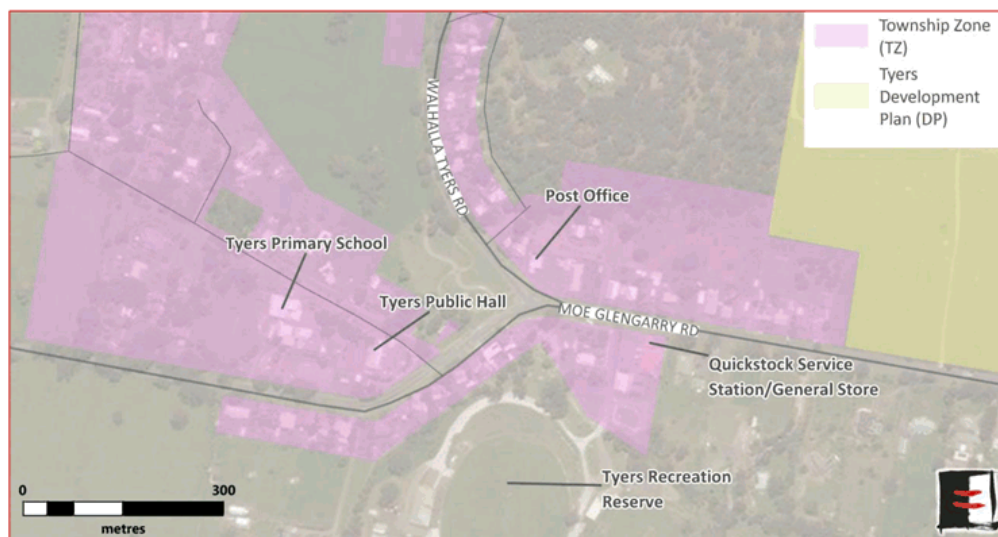 Township Zone
(TZ)
Tyers
Development
Plan (DP)
WALHALLA TYERS RD
Post Office
Tyers Primary School
Tyers Public Hall
MOE GLENGARRY RD
Quickstock Service
Station/General Store
Tyers Recreation
Reserve
0 300
metres